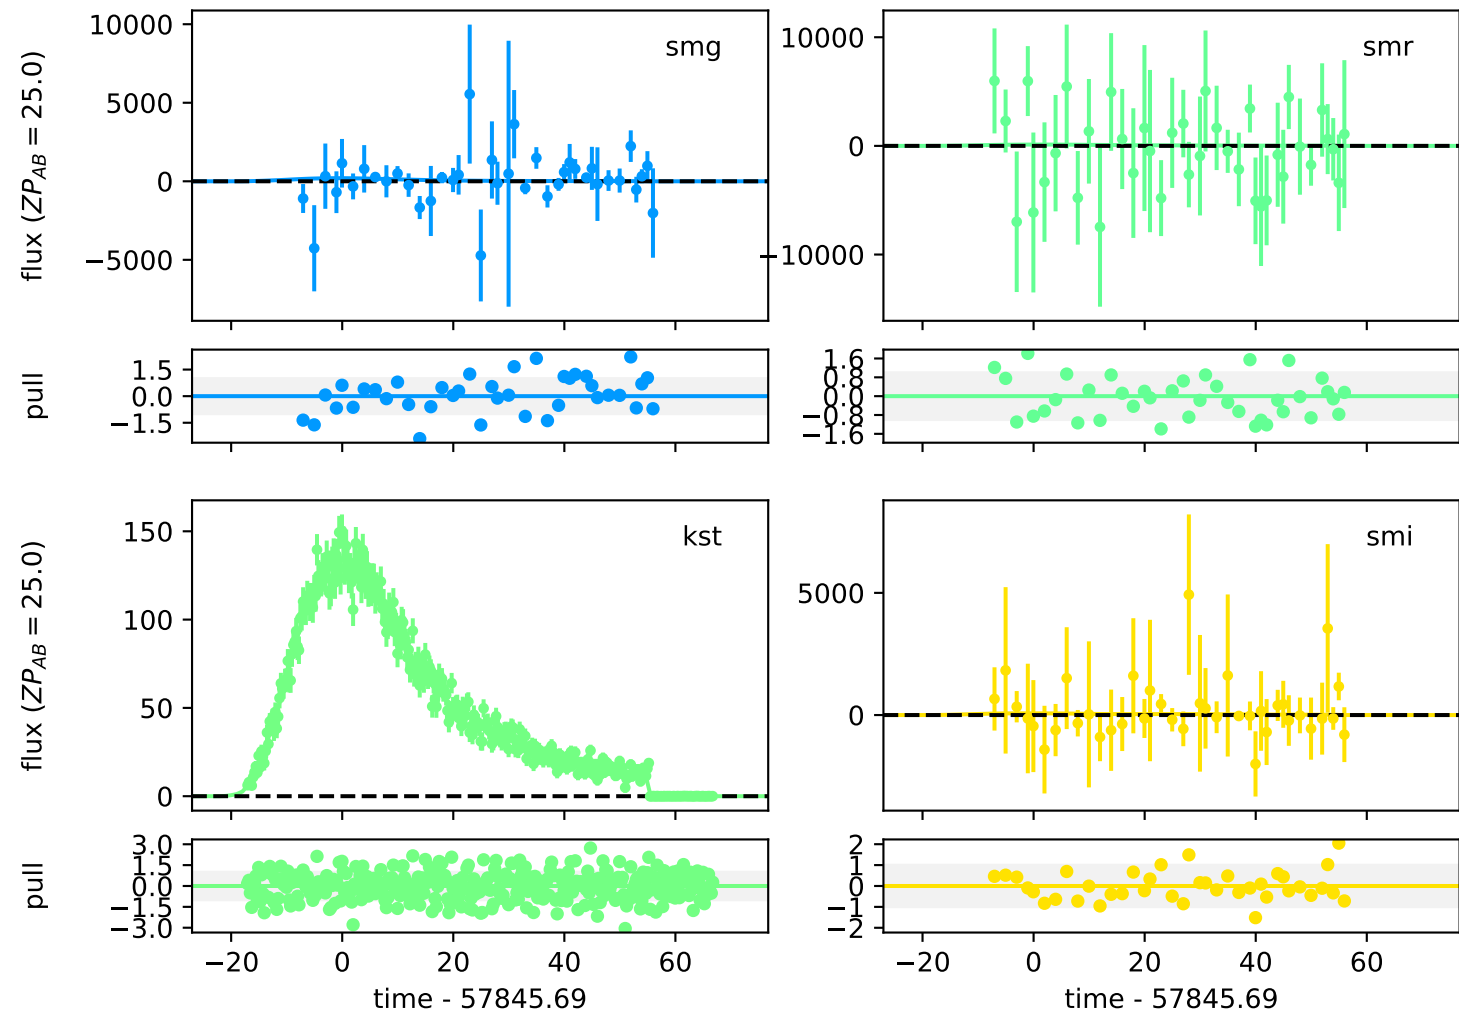 10000
5000
0
−5000
flux (ZP_AB = 25.0)
smg
10000
0
−10000
smr
1.5
0.0
−1.5
pull
1.6
0.8
0.0
−0.8
−1.6
150
100
50
0
flux (ZP_AB = 25.0)
kst
5000
0
smi
3.0
1.5
0.0
−1.5
−3.0
pull
−20 0 20 40 60
time - 57845.69
2
1
0
−1
−2
−20 0 20 40 60
time - 57845.69